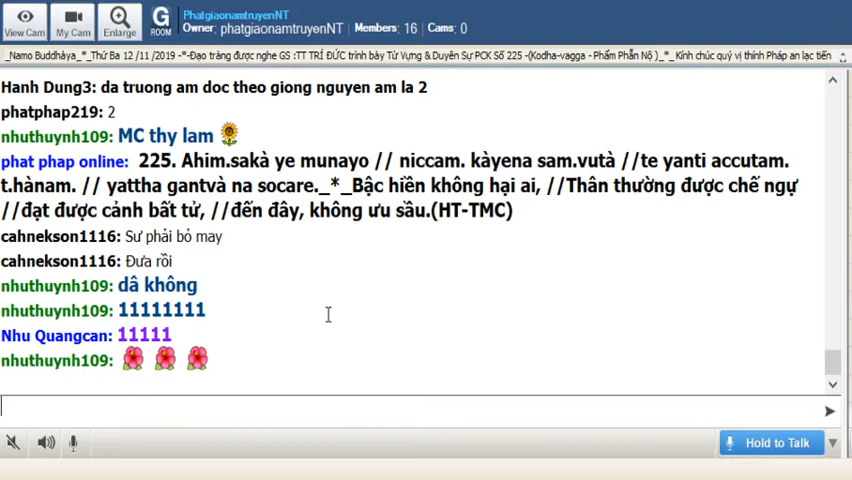 View Cam
My Cam
Enlarge
G
ROOM
PhatgiaonamtruyenNT
Owner: phatgiaonamtruyenNT Members: 16 Cams: 0
_Namo Buddhàya_*_Thứ Ba 12 /11 /2019 -*-Đạo tràng được nghe GS :TT TRÍ ĐỨC trình bày Từ Vựng & Duyên Sự PCK Số 225 -(Kodha-vagga - Phẩm Phẫn Nộ )_*_ Kính chúc quý vị thính Pháp an lạc tiến
Hanh Dung3: da truong am doc theo giong nguyen am la 2
phatphap219: 2
nhuthuynh109: MC thy lam
phat phap online: 225. Ahim.sakà ye munayo // niccam. kàyena sam.vutà //te yanti accutam.
t.hànam. // yattha gantvà na socare._*_Bậc hiền không hại ai, //Thân thường được chế ngự
//đạt được cảnh bất tử, //đến đây, không ưu sầu.(HT-TMC)
cahnekson1116: Sư phải bỏ may
cahnekson1116: Đưa rồi
nhuthuynh109: dâ không
nhuthuynh109: 11111111
Nhu Quangcan: 11111
nhuthuynh109:
Hold to Talk